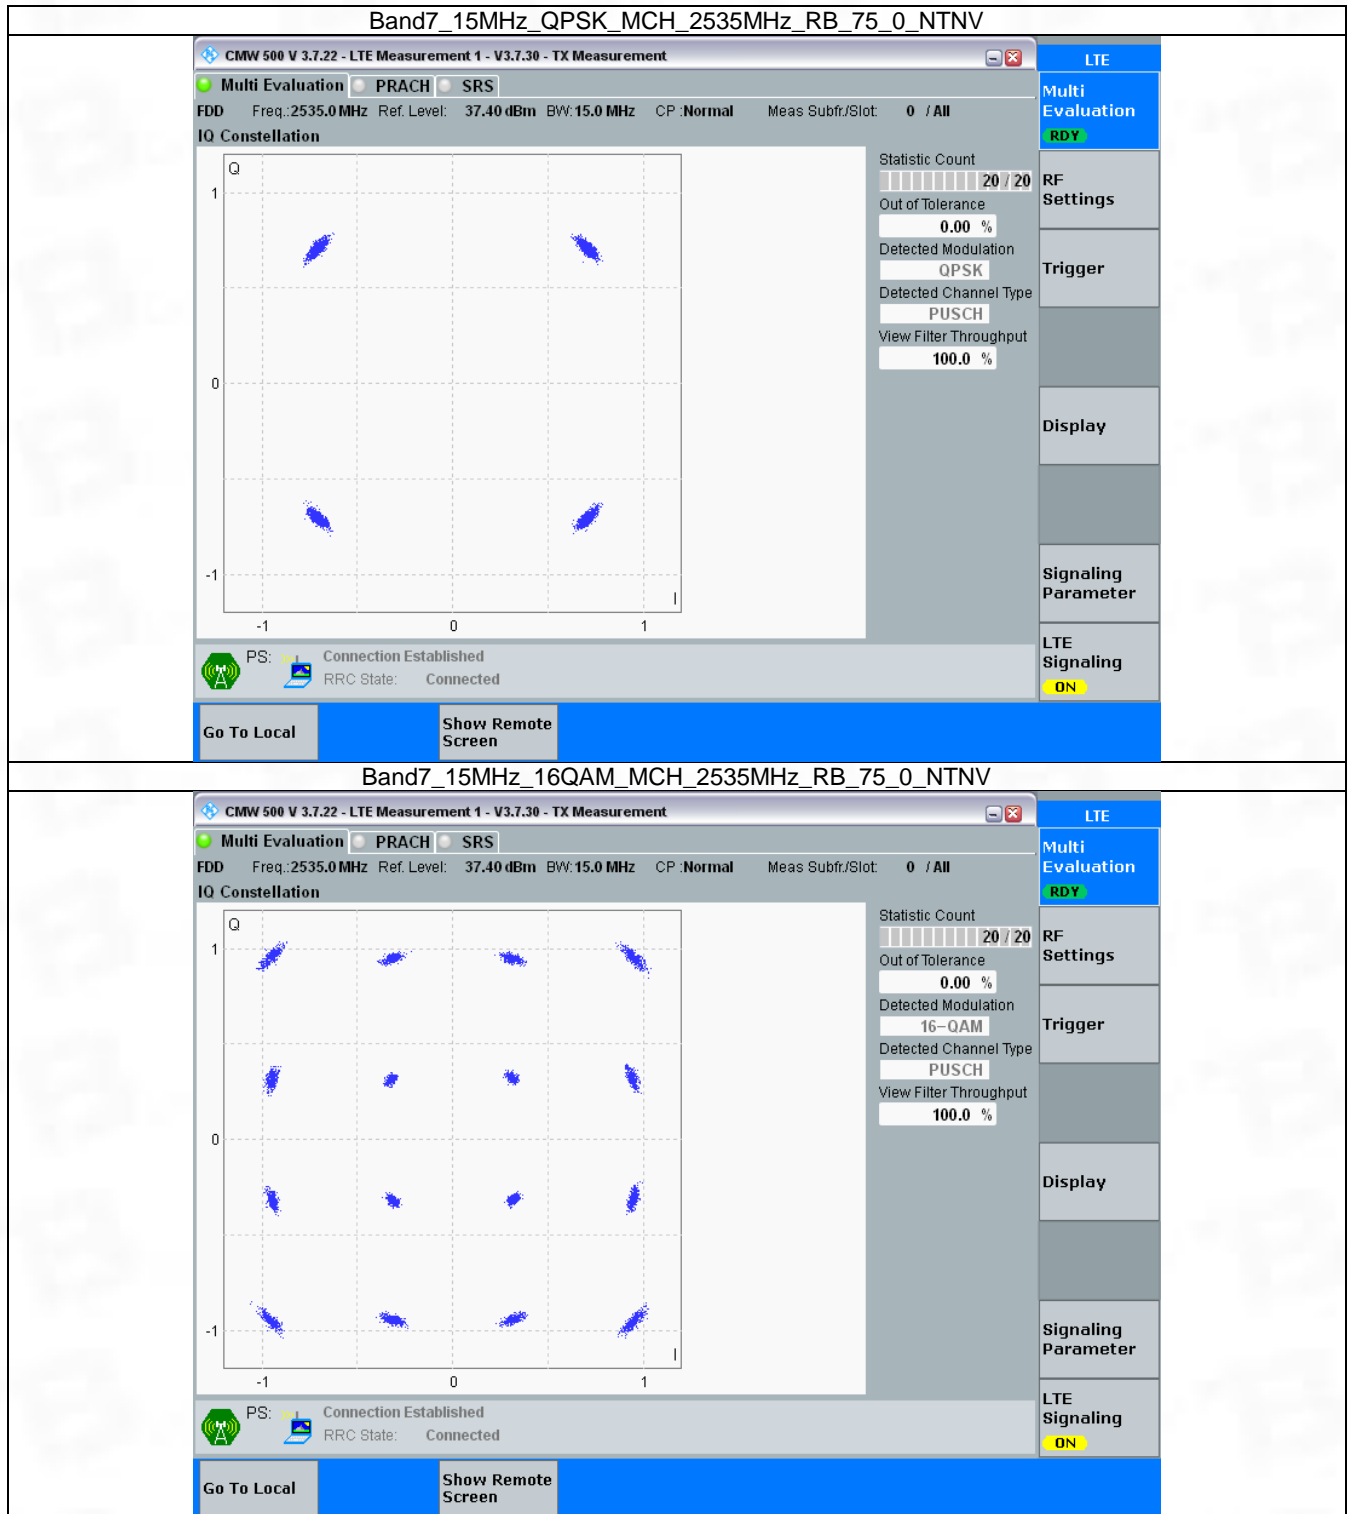 Band7_15MHz_QPSK_MCH_2535MHz_RB_75_0_NTNV
CMW 500 V 3.7.22 - LTE Measurement 1 - V3.7.30 - TX Measurement
LTE
Multi Evaluation PRACH SRS
Multi
Evaluation
RDY
FDD Freq.:2535.0 MHz Ref. Level: 37.40 dBm BW:15.0 MHz CP :Normal Meas Subfr./Slot: 0 / All
IQ Constellation
Q
1
0
-1
I
-1 0 1
Statistic Count
20 / 20
Out of Tolerance
0.00 %
Detected Modulation
QPSK
Detected Channel Type
PUSCH
View Filter Throughput
100.0 %
RF
Settings
Trigger
Display
Signaling
Parameter
LTE
Signaling
ON
PS: Connection Established
RRC State: Connected
Go To Local
Show Remote
Screen
Band7_15MHz_16QAM_MCH_2535MHz_RB_75_0_NTNV
CMW 500 V 3.7.22 - LTE Measurement 1 - V3.7.30 - TX Measurement
LTE
Multi Evaluation PRACH SRS
Multi
Evaluation
RDY
FDD Freq.:2535.0 MHz Ref. Level: 37.40 dBm BW:15.0 MHz CP :Normal Meas Subfr./Slot: 0 / All
IQ Constellation
Q
1
0
-1
I
-1 0 1
Statistic Count
20 / 20
Out of Tolerance
0.00 %
Detected Modulation
16-QAM
Detected Channel Type
PUSCH
View Filter Throughput
100.0 %
RF
Settings
Trigger
Display
Signaling
Parameter
LTE
Signaling
ON
PS: Connection Established
RRC State: Connected
Go To Local
Show Remote
Screen